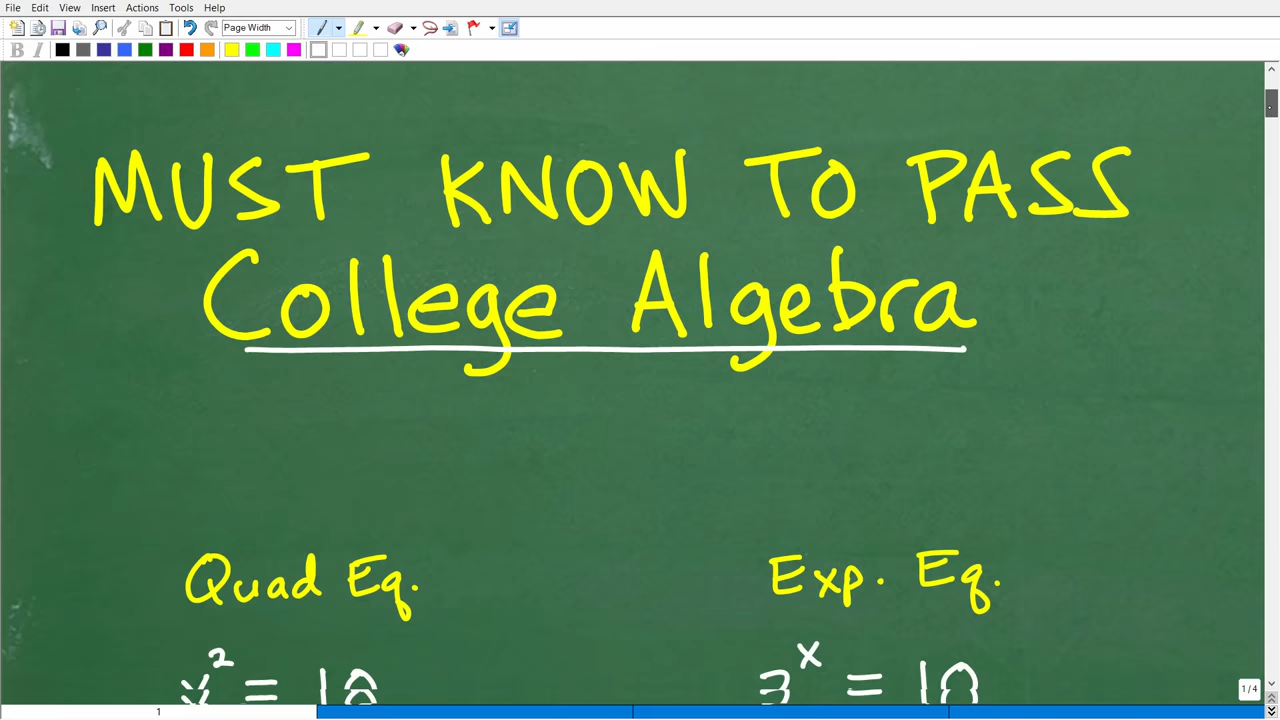 File Edit View Insert Actions Tools Help
Page Width
B I
MUST KNOW TO PASS
College Algebra
Quad Eq. Exp. Eq.
1/4
1